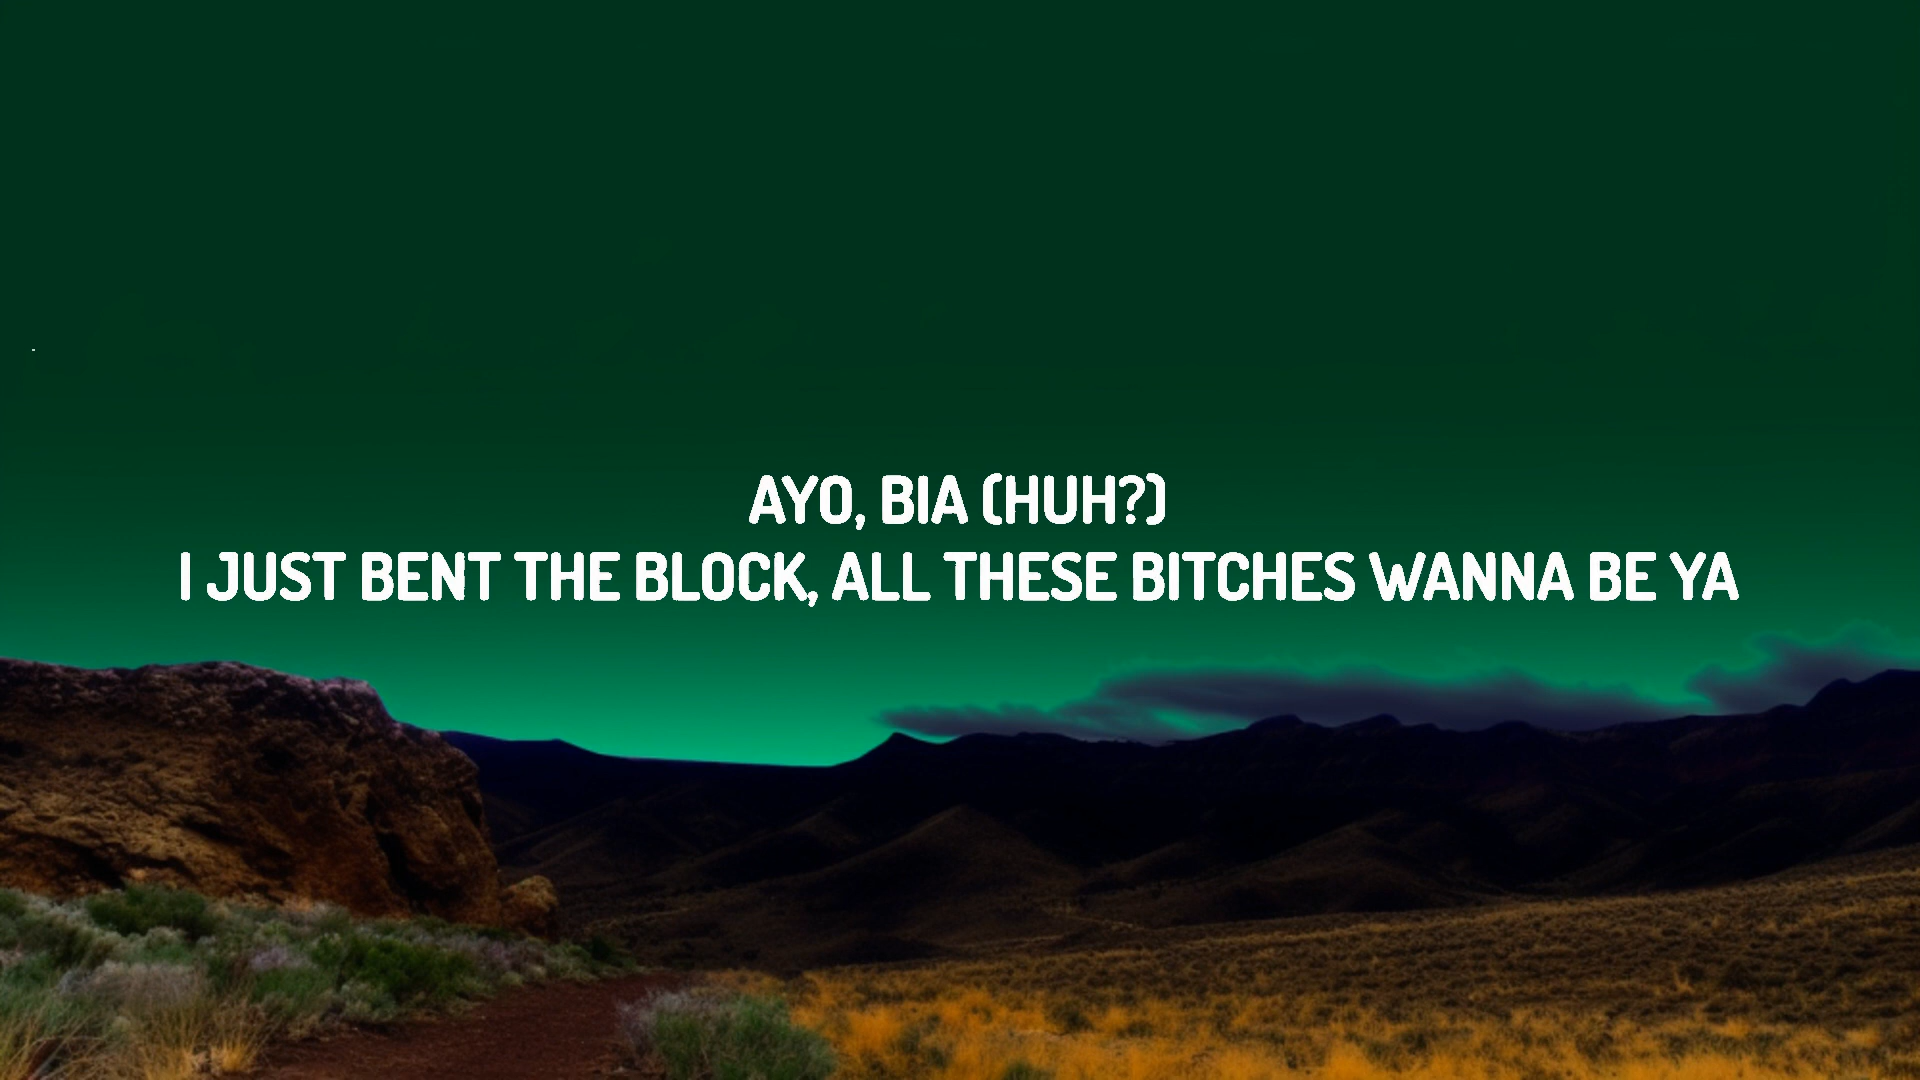 AYO, BIA (HUH?)
I JUST BENT THE BLOCK, ALL THESE BITCHES WANNA BE YA